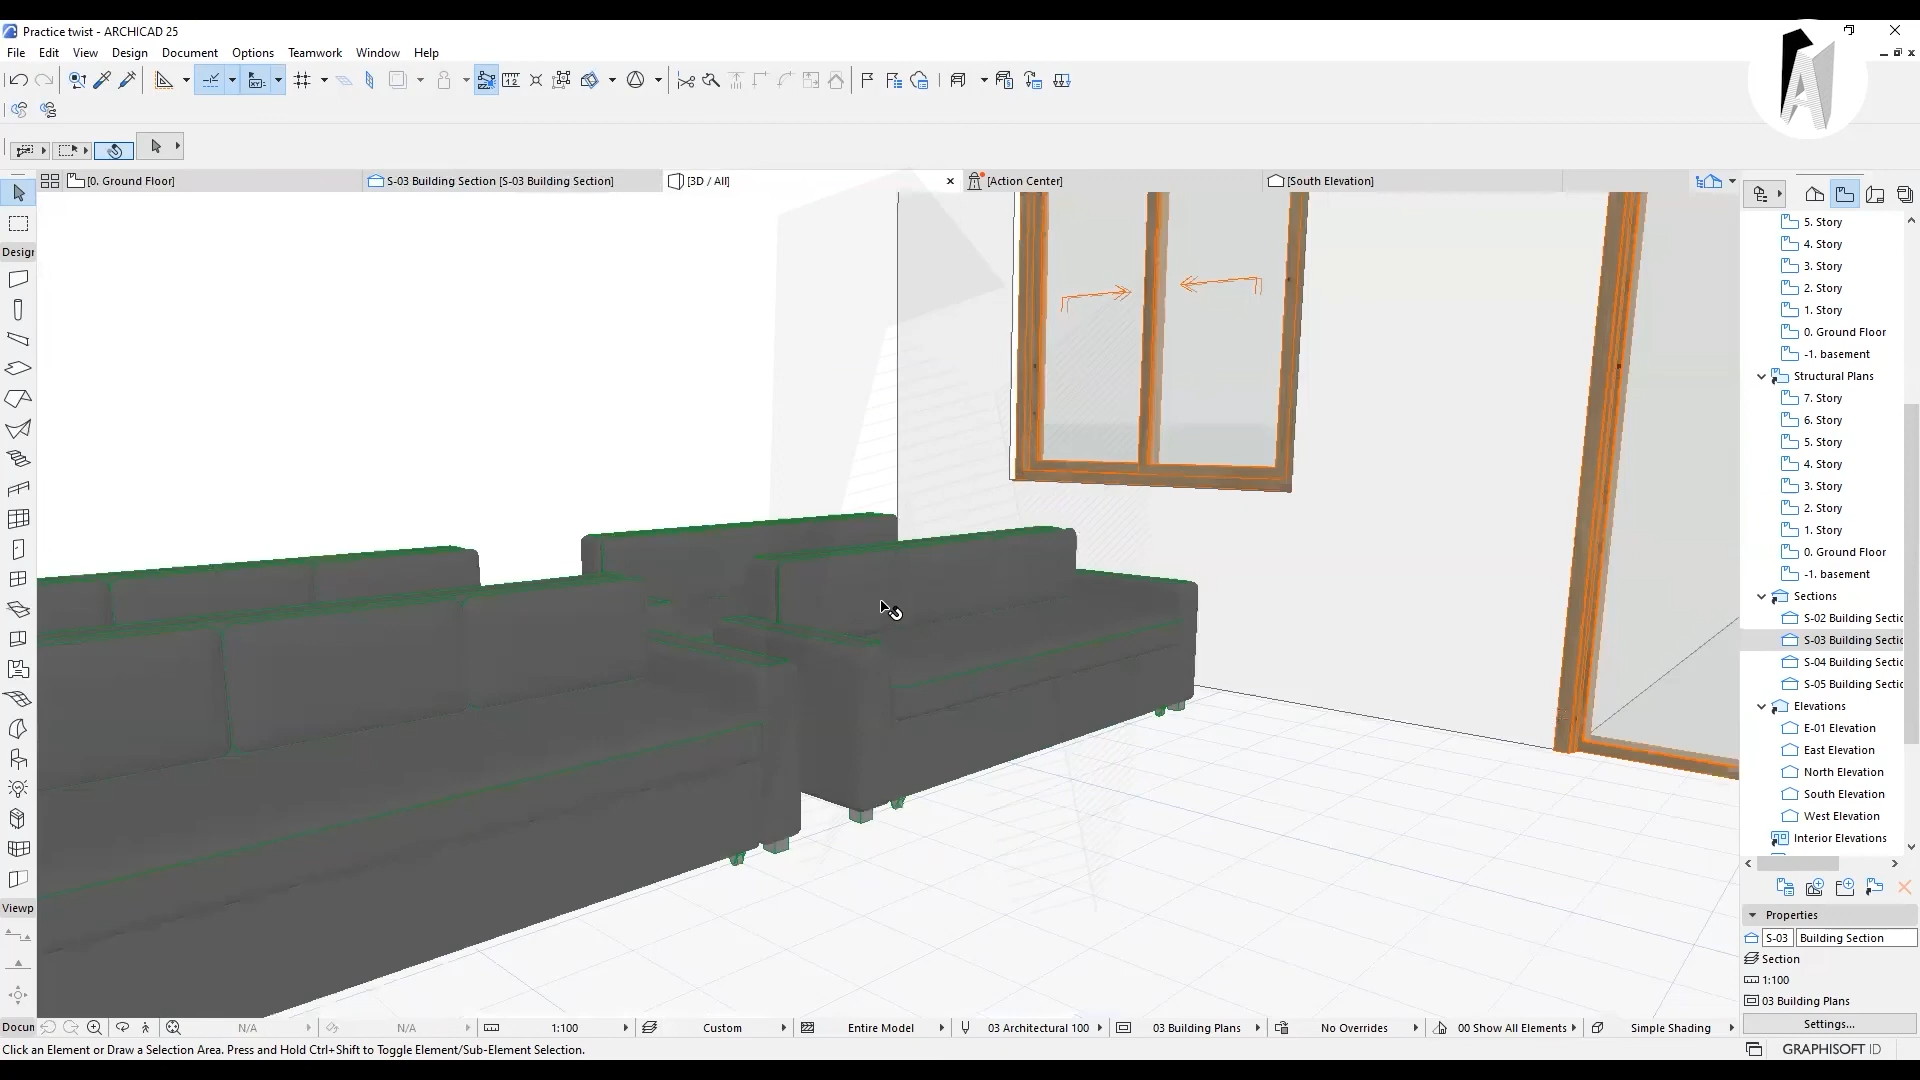 Practice twist - ARCHICAD 25
File Edit View Design Document Options Teamwork Window Help
[0. Ground Floor] S-03 Building Section [S-03 Building Section] [3D / All] [Action Center] [South Elevation]
Design
Viewp
Docum
5. Story
4. Story
3. Story
2. Story
1. Story
0. Ground Floor
-1. basement
Structural Plans
7. Story
6. Story
5. Story
4. Story
3. Story
2. Story
1. Story
0. Ground Floor
-1. basement
Sections
S-02 Building Sectio
S-03 Building Sectio
S-04 Building Sectio
S-05 Building Sectio
Elevations
E-01 Elevation
East Elevation
North Elevation
South Elevation
West Elevation
Interior Elevations
Properties
S-03 Building Section
Section
1:100
03 Building Plans
Settings...
N/A N/A 1:100 Custom Entire Model 03 Architectural 100 03 Building Plans No Overrides 00 Show All Elements Simple Shading
Click an Element or Draw a Selection Area. Press and Hold Ctrl+Shift to Toggle Element/Sub-Element Selection.
GRAPHISOFT ID